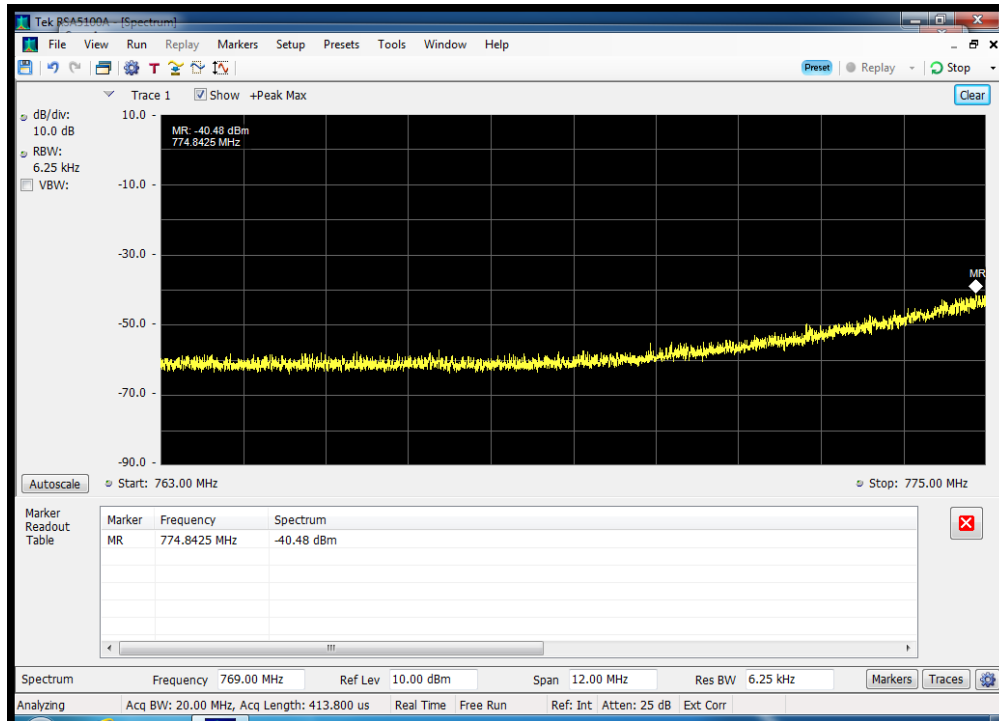 Tek RSA5100A - [Spectrum]
File View Run Replay Markers Setup Presets Tools Window Help
T Preset Replay Stop
Trace 1 Show +Peak Max Clear
dB/div:
10.0 dB
RBW:
6.25 kHz
VBW:
10.0 -
-10.0 -
-30.0 -
-50.0 -
-70.0 -
-90.0 -
MR: -40.48 dBm
774.8425 MHz
MR
Autoscale Start: 763.00 MHz Stop: 775.00 MHz
Marker
Readout
Table
Marker Frequency Spectrum
MR 774.8425 MHz -40.48 dBm
Spectrum Frequency 769.00 MHz Ref Lev 10.00 dBm Span 12.00 MHz Res BW 6.25 kHz Markers Traces
Analyzing Acq BW: 20.00 MHz, Acq Length: 413.800 us Real Time Free Run Ref: Int Atten: 25 dB Ext Corr